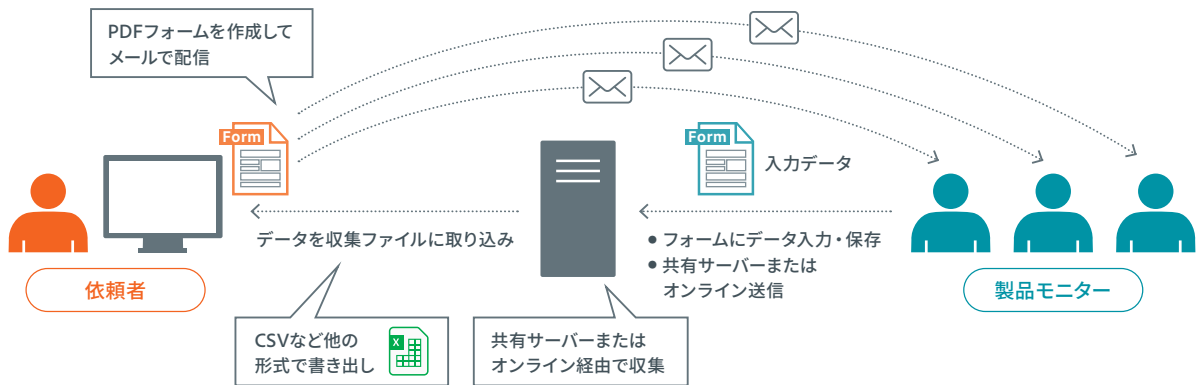 PDFフォームを作成して
メールで配信
Form
Form
入力データ
データを収集ファイルに取り込み
• フォームにデータ入力・保存
• 共有サーバーまたは
オンライン送信
依頼者
製品モニター
CSVなど他の
形式で書き出し
X
共有サーバーまたは
オンライン経由で収集